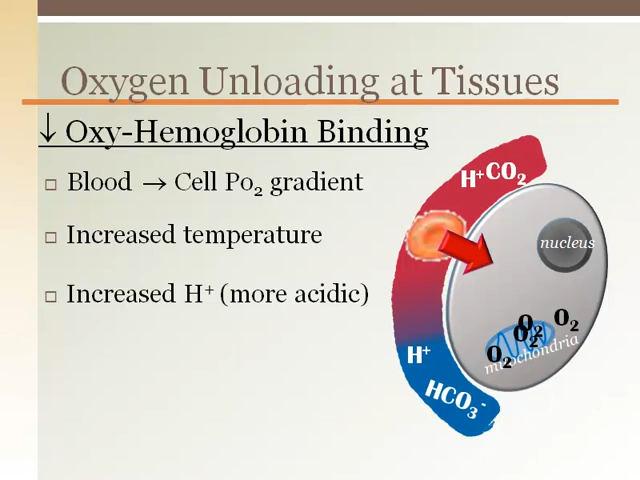 Oxygen Unloading at Tissues
↓ Oxy-Hemoglobin Binding
□ Blood → Cell Po₂ gradient
□ Increased temperature
□ Increased H⁺ (more acidic)
H⁺CO₂
nucleus
O₂ O₂
O₂
O₂
mitochondria
H⁺
HCO₃⁻